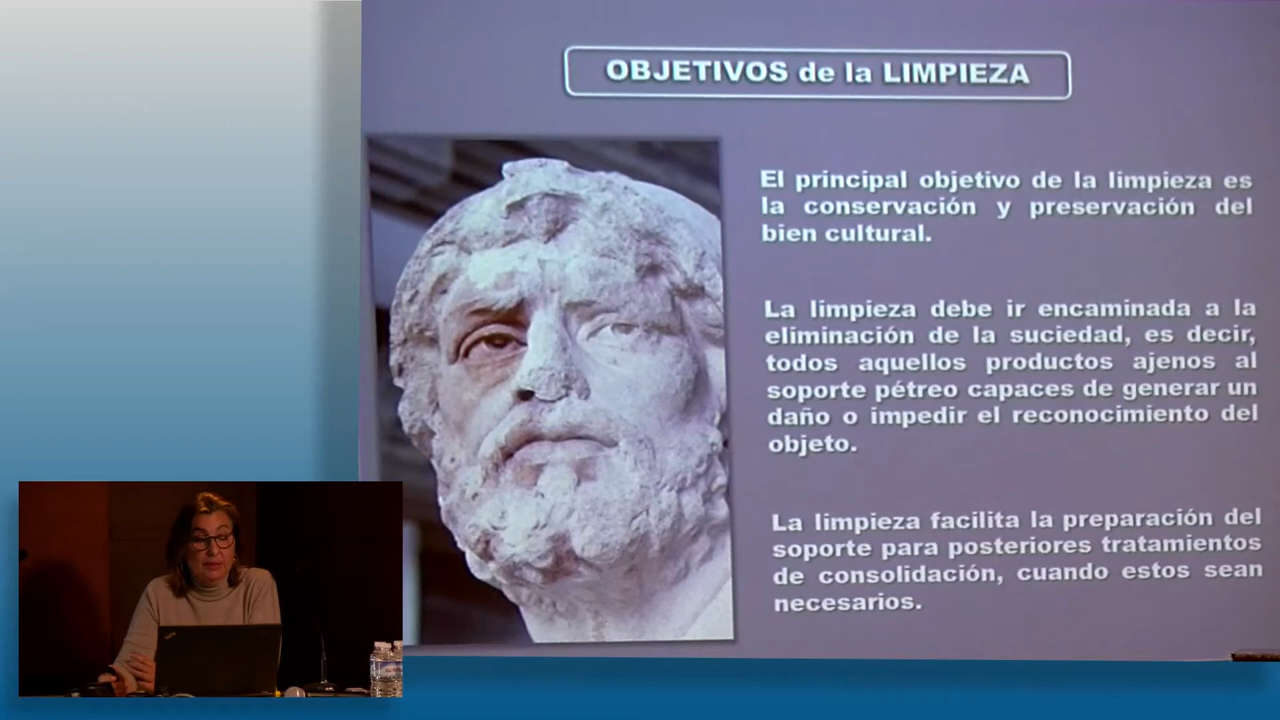 OBJETIVOS de la LIMPIEZA
El principal objetivo de la limpieza es
la conservación y preservación del
bien cultural.
La limpieza debe ir encaminada a la
eliminación de la suciedad, es decir,
todos aquellos productos ajenos al
soporte pétreo capaces de generar un
daño o impedir el reconocimiento del
objeto.
La limpieza facilita la preparación del
soporte para posteriores tratamientos
de consolidación, cuando estos sean
necesarios.